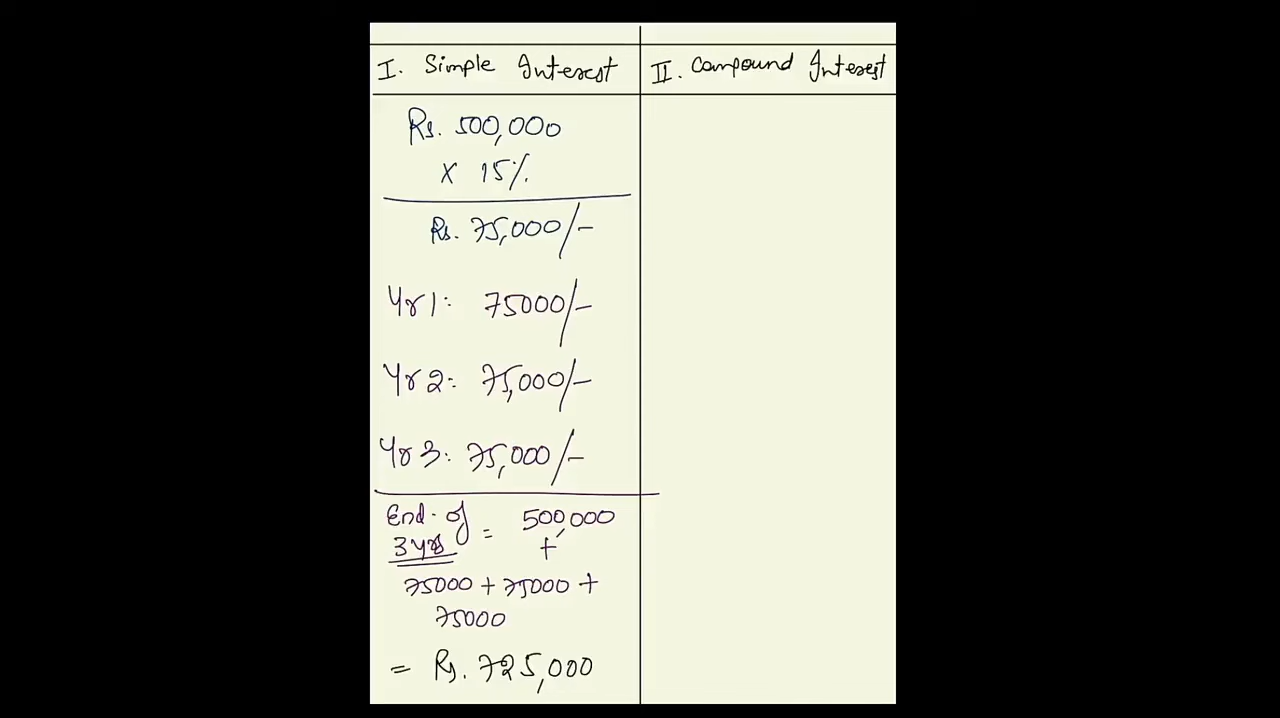 I. Simple Interest
II. Compound Interest
Rs. 500,000
x 15%
Rs. 75,000/-
Yr 1: 75000/-
Yr 2: 75,000/-
Yr 3: 75,000/-
End of = 500,000
3 yrs +
75000 + 75000 +
75000
= Rs. 725,000